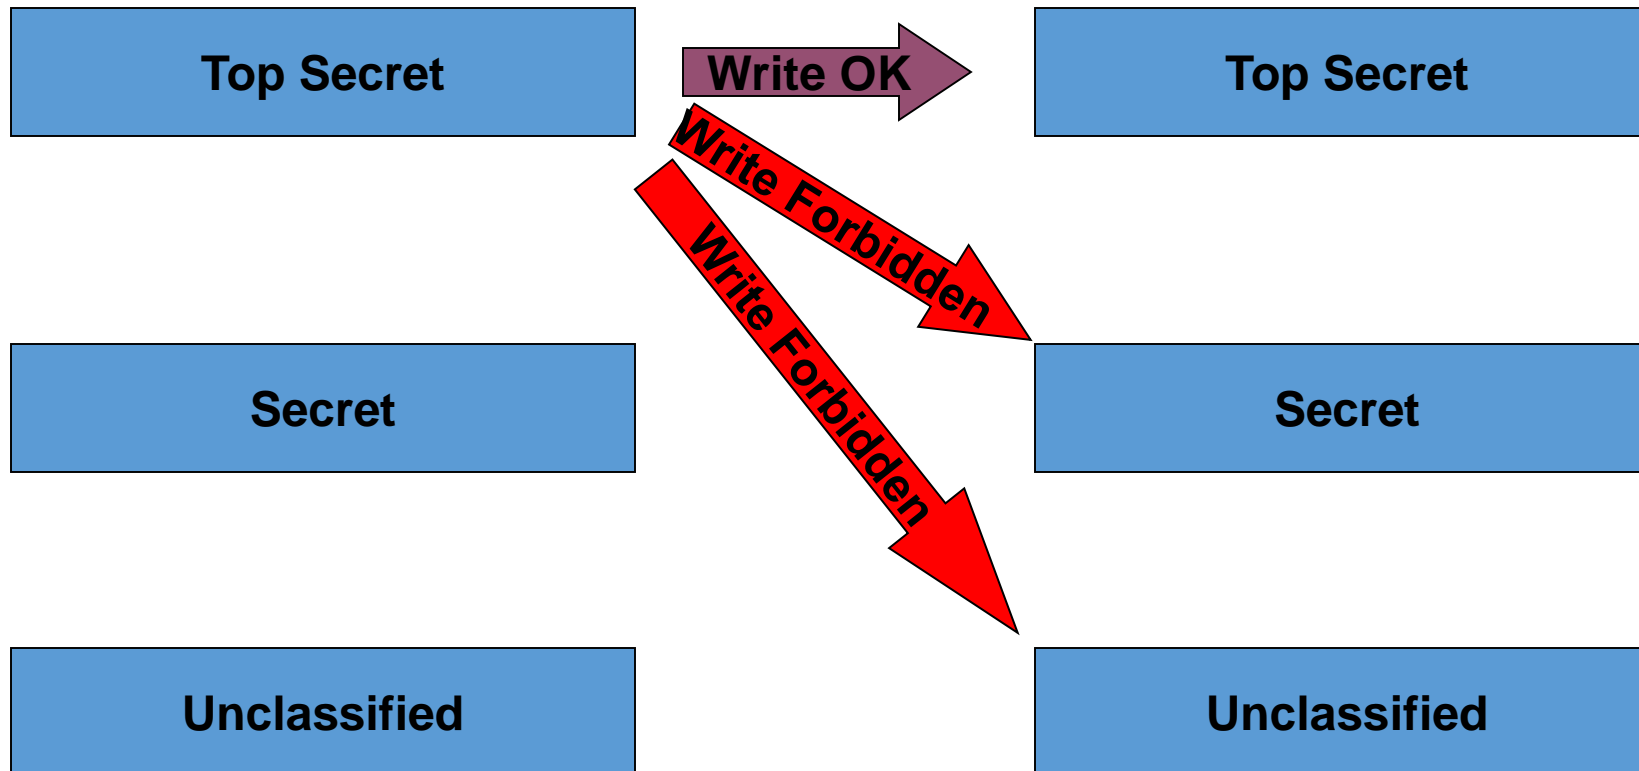 Top Secret
Write OK
Top Secret
Write Forbidden
Write Forbidden
Secret
Secret
Unclassified
Unclassified